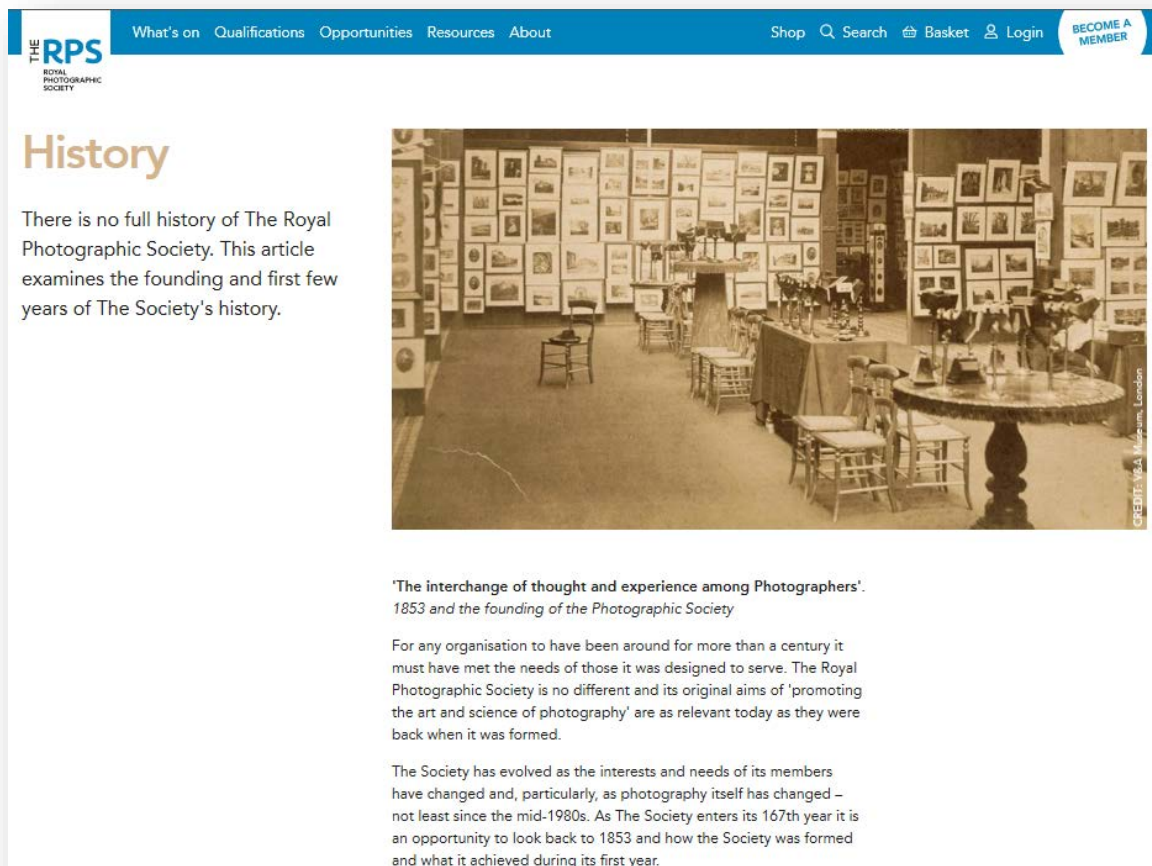 THE RPS
ROYAL
PHOTOGRAPHIC
SOCIETY
What's on Qualifications Opportunities Resources About
Shop Search Basket Login
BECOME A
MEMBER
History
There is no full history of The Royal
Photographic Society. This article
examines the founding and first few
years of The Society's history.
CREDIT: V&A Museum, London
'The interchange of thought and experience among Photographers'.
1853 and the founding of the Photographic Society
For any organisation to have been around for more than a century it
must have met the needs of those it was designed to serve. The Royal
Photographic Society is no different and its original aims of 'promoting
the art and science of photography' are as relevant today as they were
back when it was formed.
The Society has evolved as the interests and needs of its members
have changed and, particularly, as photography itself has changed –
not least since the mid-1980s. As The Society enters its 167th year it is
an opportunity to look back to 1853 and how the Society was formed
and what it achieved during its first year.